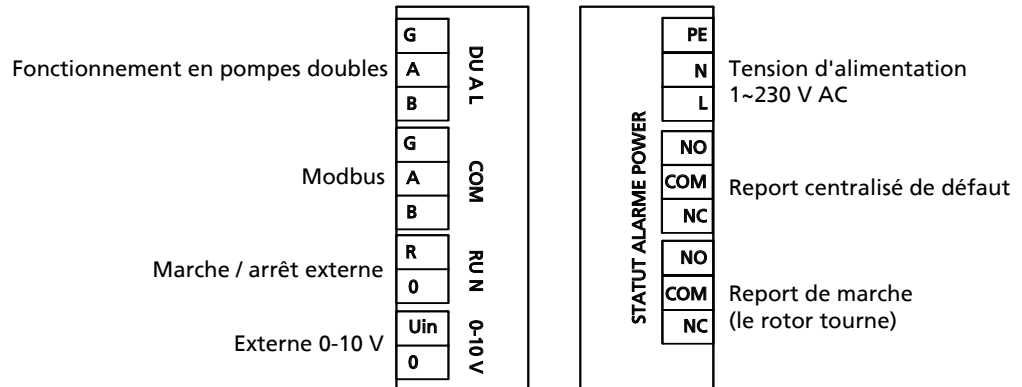 Fonctionnement en pompes doubles
G
A
B
DUAL
Modbus
G
A
B
COM
Marche / arrêt externe
R
0
RUN
Externe 0-10 V
Uin
0
0-10 V
STATUT ALARME POWER
PE
N
L
Tension d'alimentation
1~230 V AC
NO
COM
NC
Report centralisé de défaut
NO
COM
NC
Report de marche
(le rotor tourne)